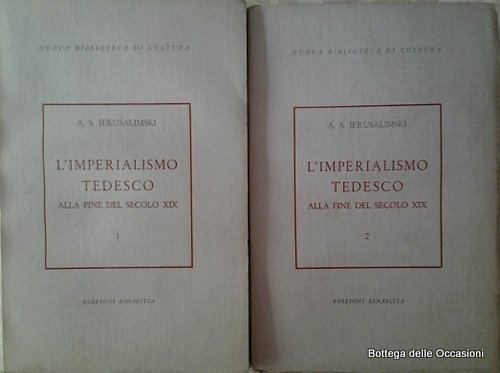 NUOVA BIBLIOTECA DI CULTURA
A. S. IERUSALIMSKI
L'IMPERIALISMO
TEDESCO
ALLA FINE DEL SECOLO XIX
1
EDIZIONI RINASCITA
NUOVA BIBLIOTECA DI CULTURA
A. S. IERUSALIMSKI
L'IMPERIALISMO
TEDESCO
ALLA FINE DEL SECOLO XIX
2
EDIZIONI RINASCITA
Bottega delle Occasioni